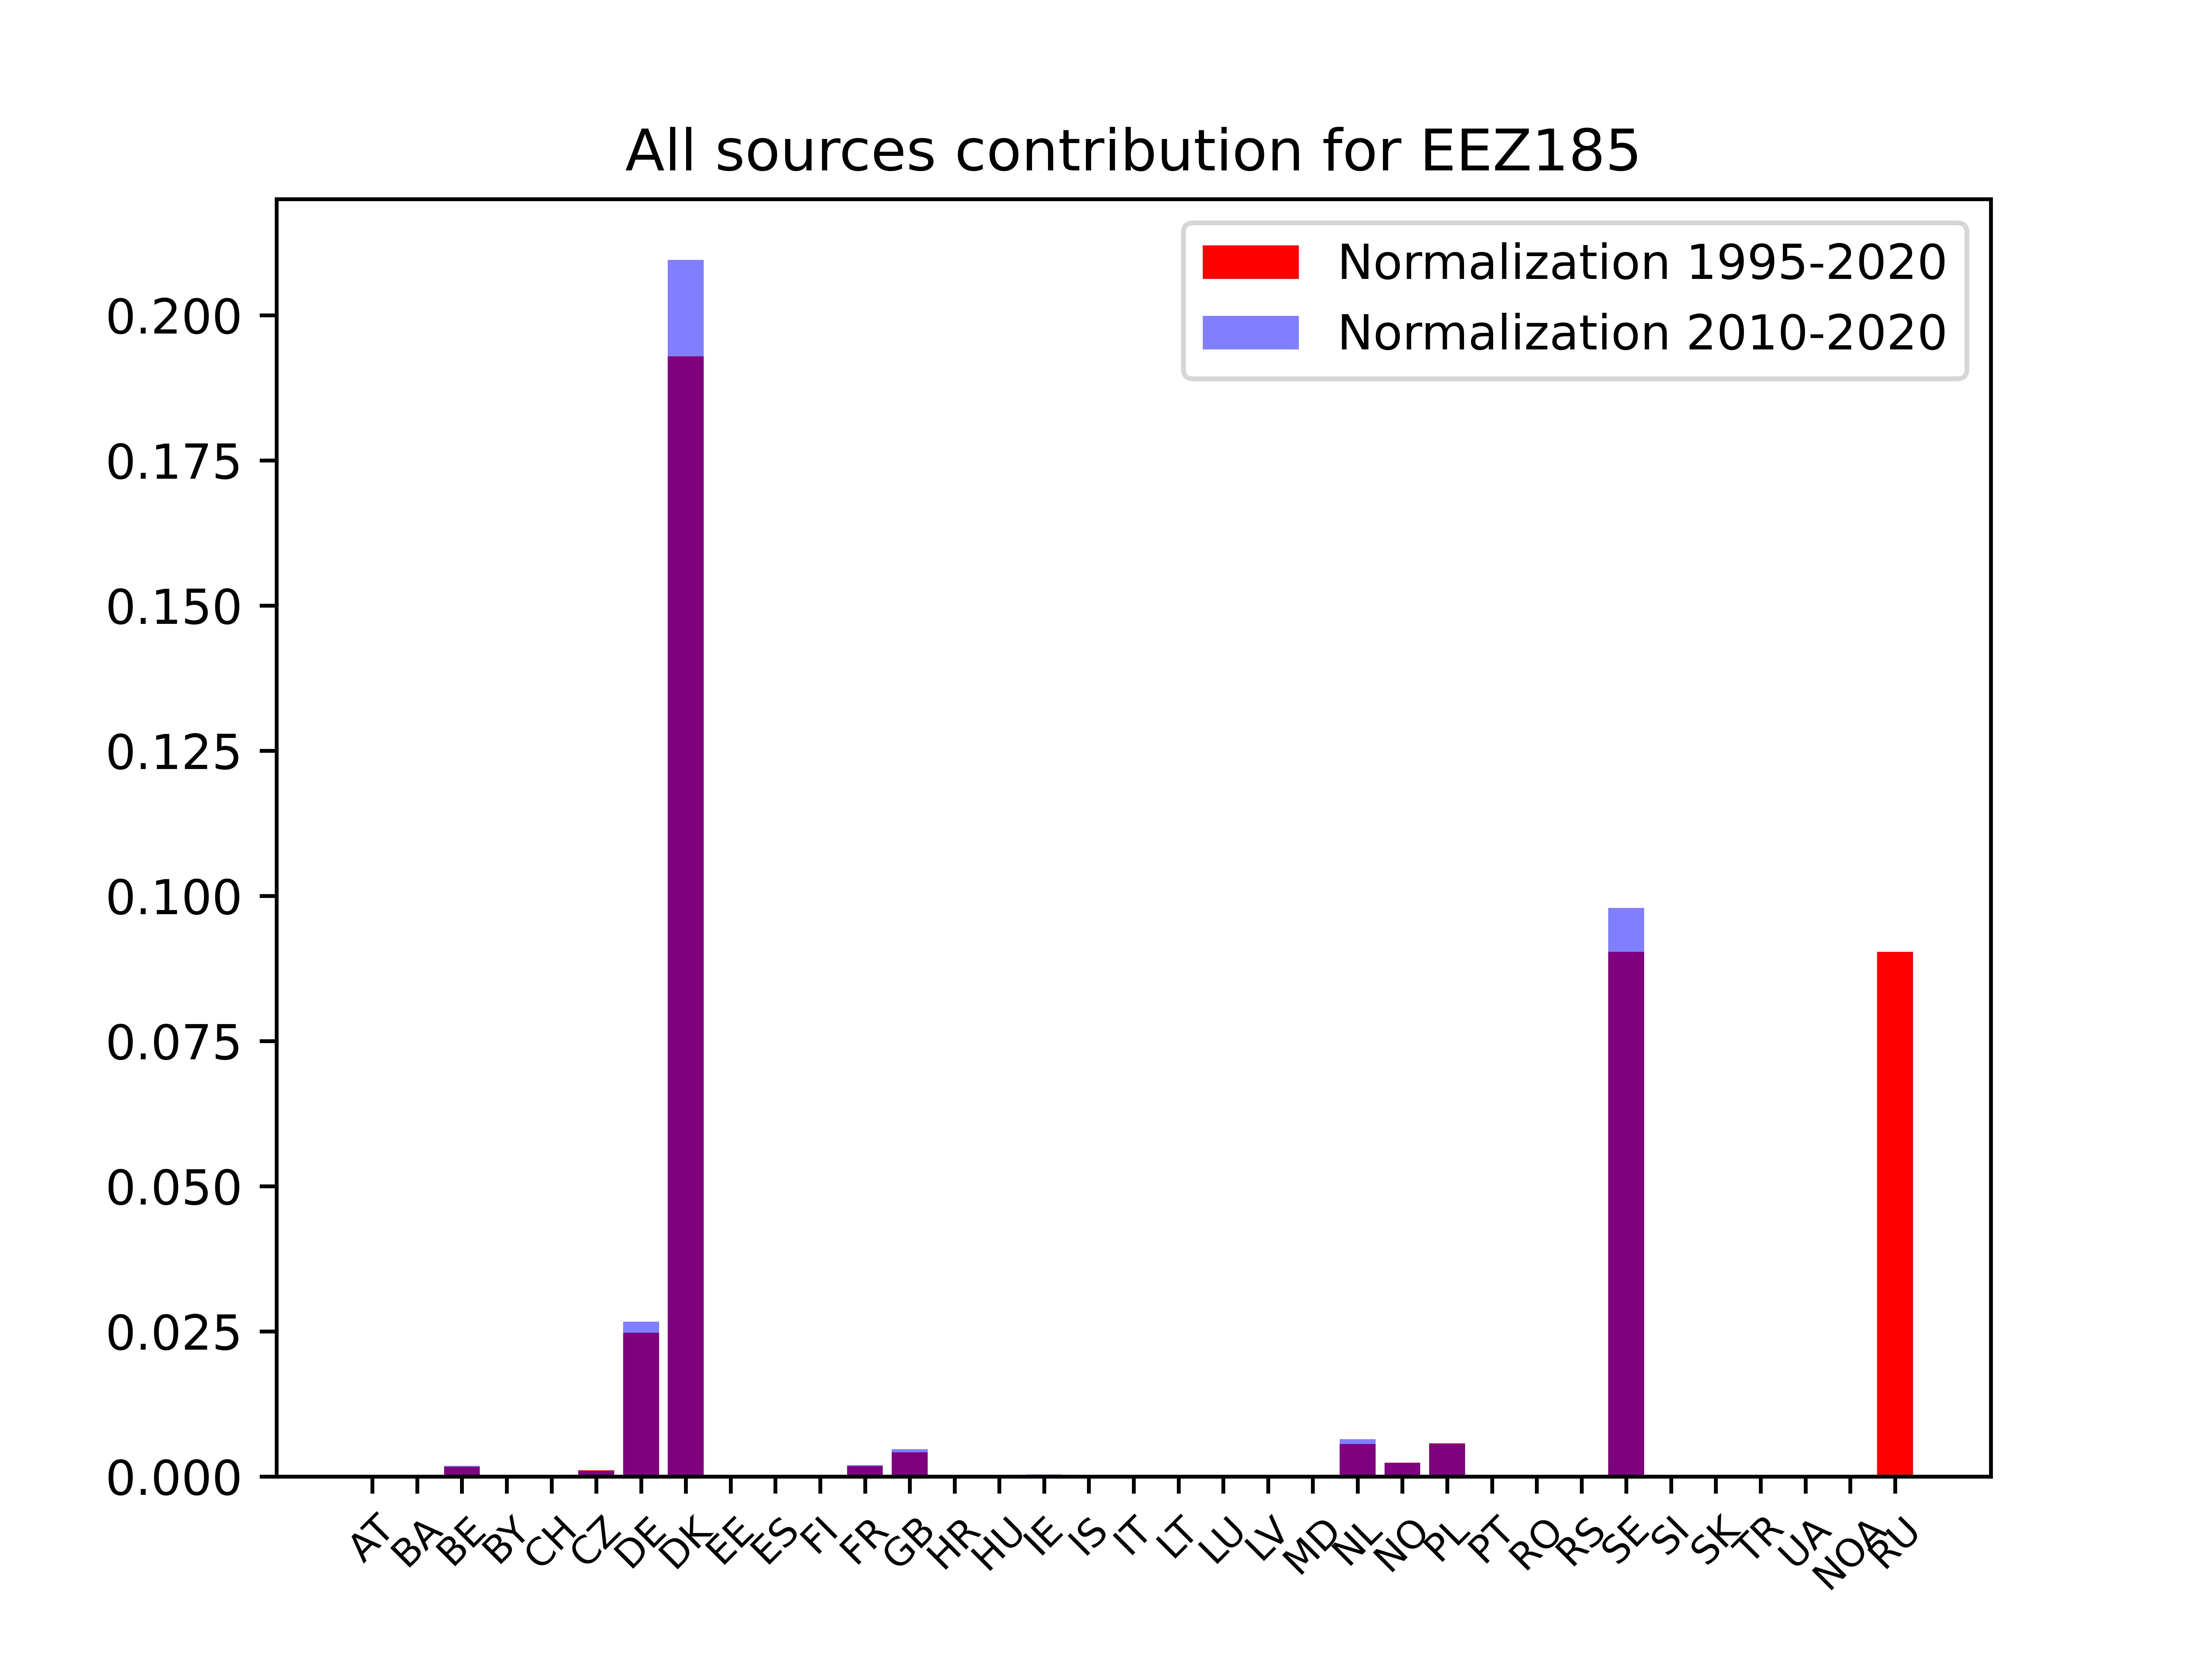 All sources contribution for EEZ185
Normalization 1995-2020
Normalization 2010-2020
0.200
0.175
0.150
0.125
0.100
0.075
0.050
0.025
0.000
AT BA BE BY CH CZ DE DK EE ES FI FR GB HR HU IE IS IT LT LU LV MD NL NO PL PT RO RS SE SI SK TR UA NOA RU